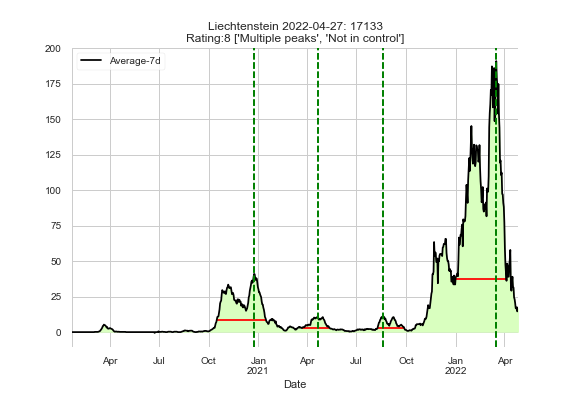 Liechtenstein 2022-04-27: 17133
Rating:8 ['Multiple peaks', 'Not in control']
200
Average-7d
175
150
125
100
75
50
25
0
Apr Jul Oct Jan Apr Jul Oct Jan Apr
2021 2022
Date